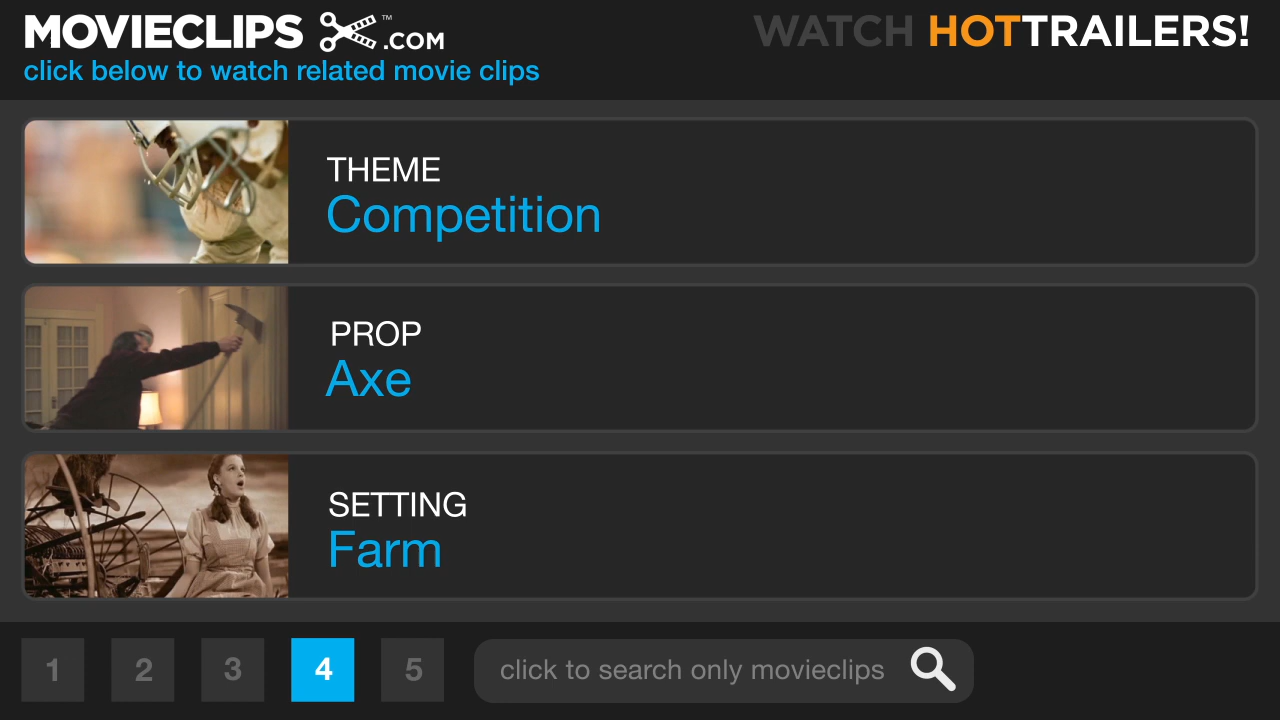 MOVIECLIPS ™ .COM
WATCH HOTTRAILERS!
click below to watch related movie clips
THEME
Competition
PROP
Axe
SETTING
Farm
1 2 3 4 5
click to search only movieclips